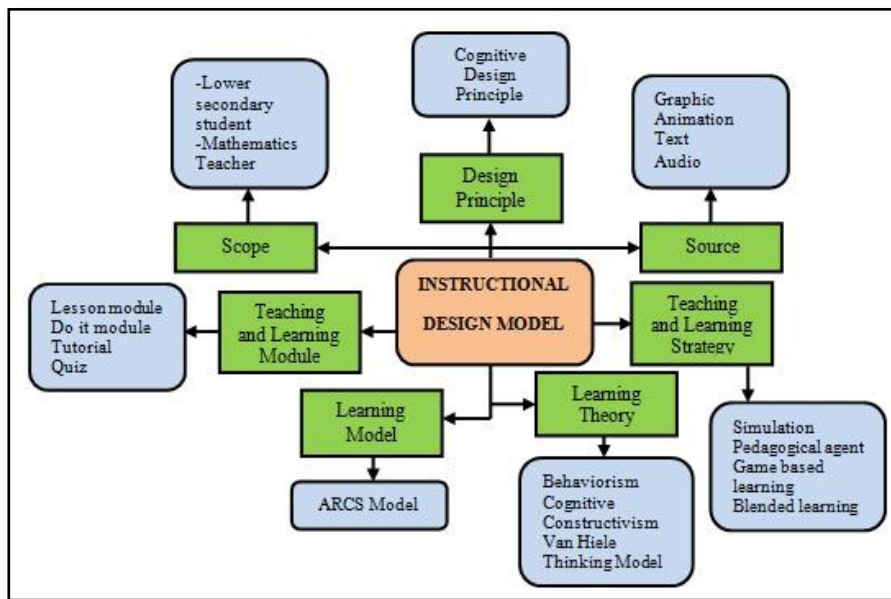 Cognitive
Design
Principle
-Lower
secondary
student
-Mathematics
Teacher
Graphic
Animation
Text
Audio
Design
Principle
Scope
Source
INSTRUCTIONAL
DESIGN MODEL
Lesson module
Do it module
Tutorial
Quiz
Teaching
and Learning
Module
Teaching
and Learning
Strategy
Learning
Model
Learning
Theory
ARCS Model
Behaviorism
Cognitive
Constructivism
Van Hiele
Thinking Model
Simulation
Pedagogical agent
Game based
learning
Blended learning